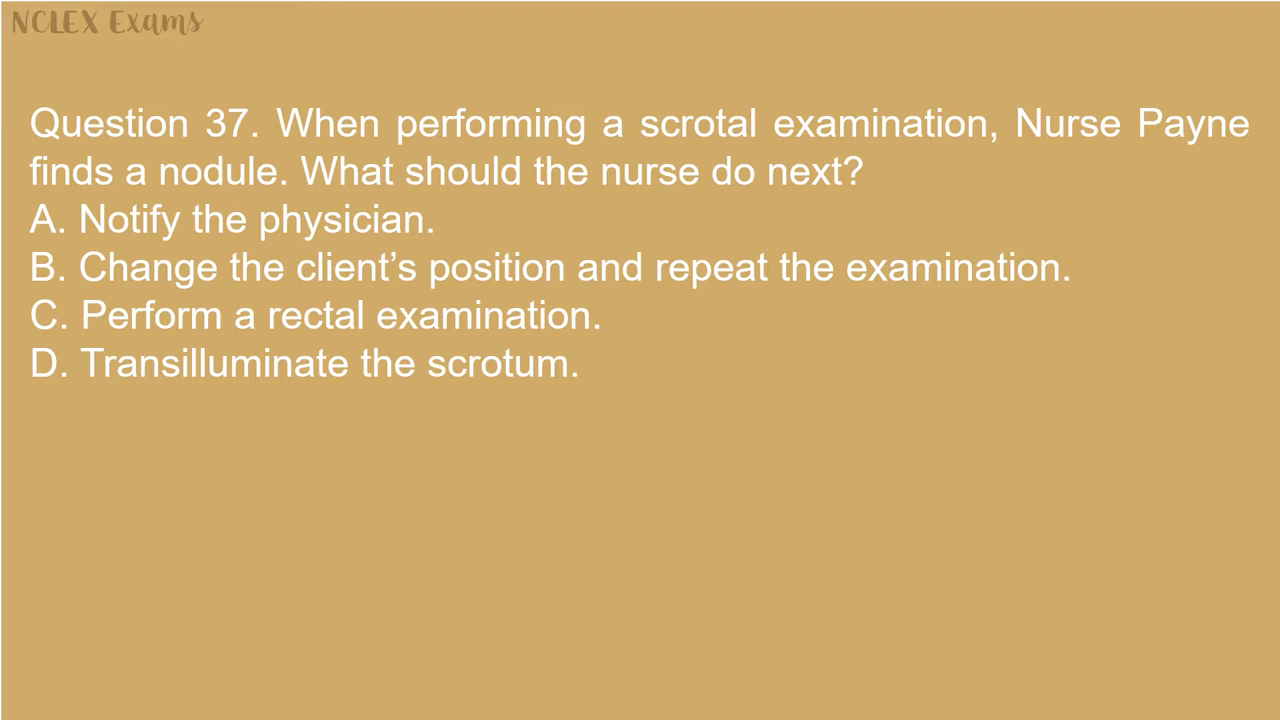 NCLEX Exams
Question 37. When performing a scrotal examination, Nurse Payne
finds a nodule. What should the nurse do next?
A. Notify the physician.
B. Change the client’s position and repeat the examination.
C. Perform a rectal examination.
D. Transilluminate the scrotum.